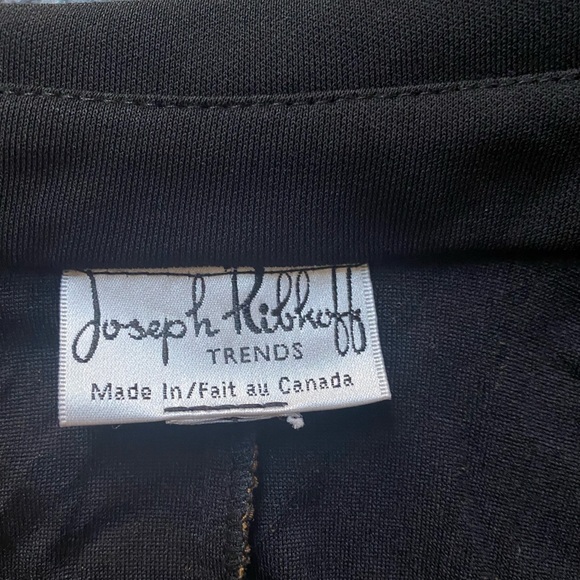 Joseph Ribkoff
TRENDS
Made In/Fait au Canada